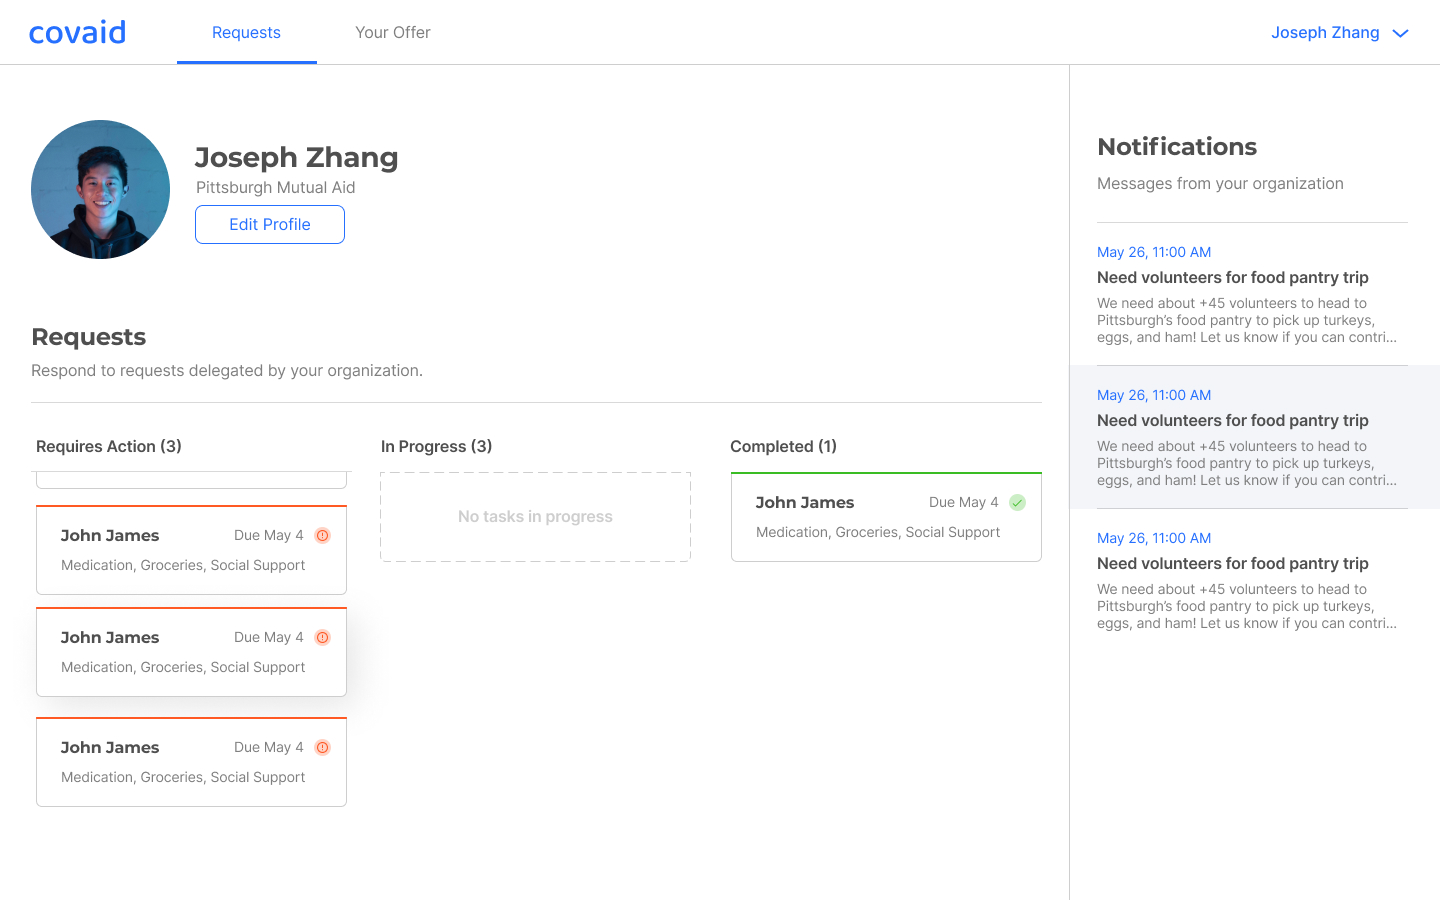 covaid
Requests
Your Offer
Joseph Zhang
Joseph Zhang
Pittsburgh Mutual Aid
Edit Profile
Requests
Respond to requests delegated by your organization.
Requires Action (3)
John James
Due May 4
Medication, Groceries, Social Support
John James
Due May 4
Medication, Groceries, Social Support
John James
Due May 4
Medication, Groceries, Social Support
In Progress (3)
No tasks in progress
Completed (1)
John James
Due May 4
Medication, Groceries, Social Support
Notifications
Messages from your organization
May 26, 11:00 AM
Need volunteers for food pantry trip
We need about +45 volunteers to head to
Pittsburgh’s food pantry to pick up turkeys,
eggs, and ham! Let us know if you can contri...
May 26, 11:00 AM
Need volunteers for food pantry trip
We need about +45 volunteers to head to
Pittsburgh’s food pantry to pick up turkeys,
eggs, and ham! Let us know if you can contri...
May 26, 11:00 AM
Need volunteers for food pantry trip
We need about +45 volunteers to head to
Pittsburgh’s food pantry to pick up turkeys,
eggs, and ham! Let us know if you can contri...